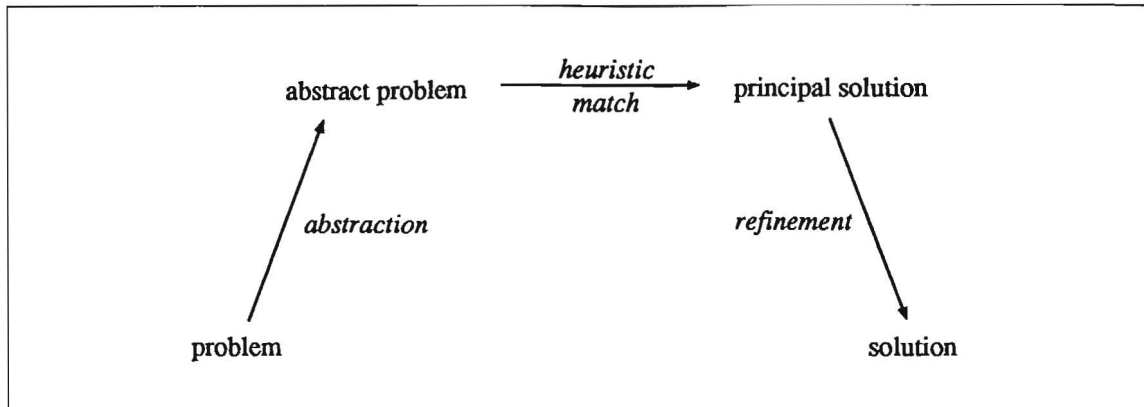 heuristic
abstract problem
principal solution
match
abstraction
refinement
problem
solution